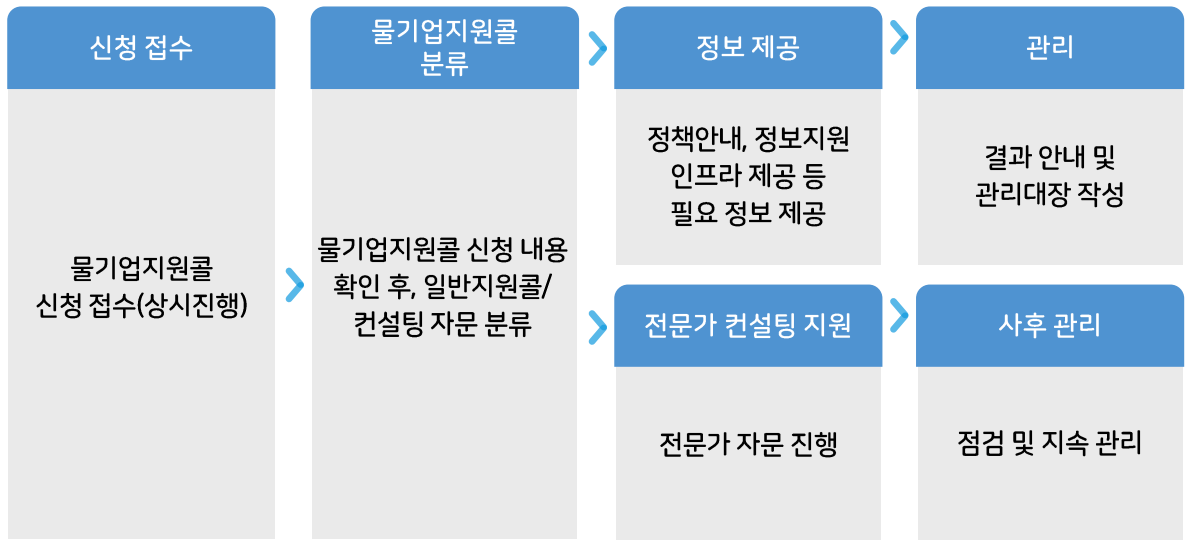 신청 접수
물기업지원콜
신청 접수(상시진행)
물기업지원콜
분류
물기업지원콜 신청 내용
확인 후, 일반지원콜/
컨설팅 자문 분류
정보 제공
정책안내, 정보지원
인프라 제공 등
필요 정보 제공
관리
결과 안내 및
관리대장 작성
전문가 컨설팅 지원
전문가 자문 진행
사후 관리
점검 및 지속 관리